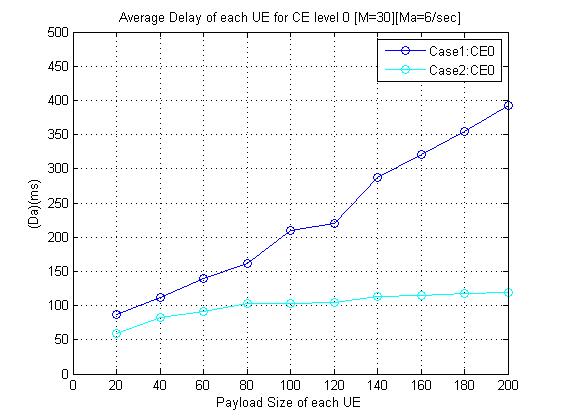 Average Delay of each UE for CE level 0 [M=30][Ma=6/sec]
500
450
400
350
300
250
200
150
100
50
0
(Da)(ms)
Case1:CE0
Case2:CE0
0 20 40 60 80 100 120 140 160 180 200
Payload Size of each UE